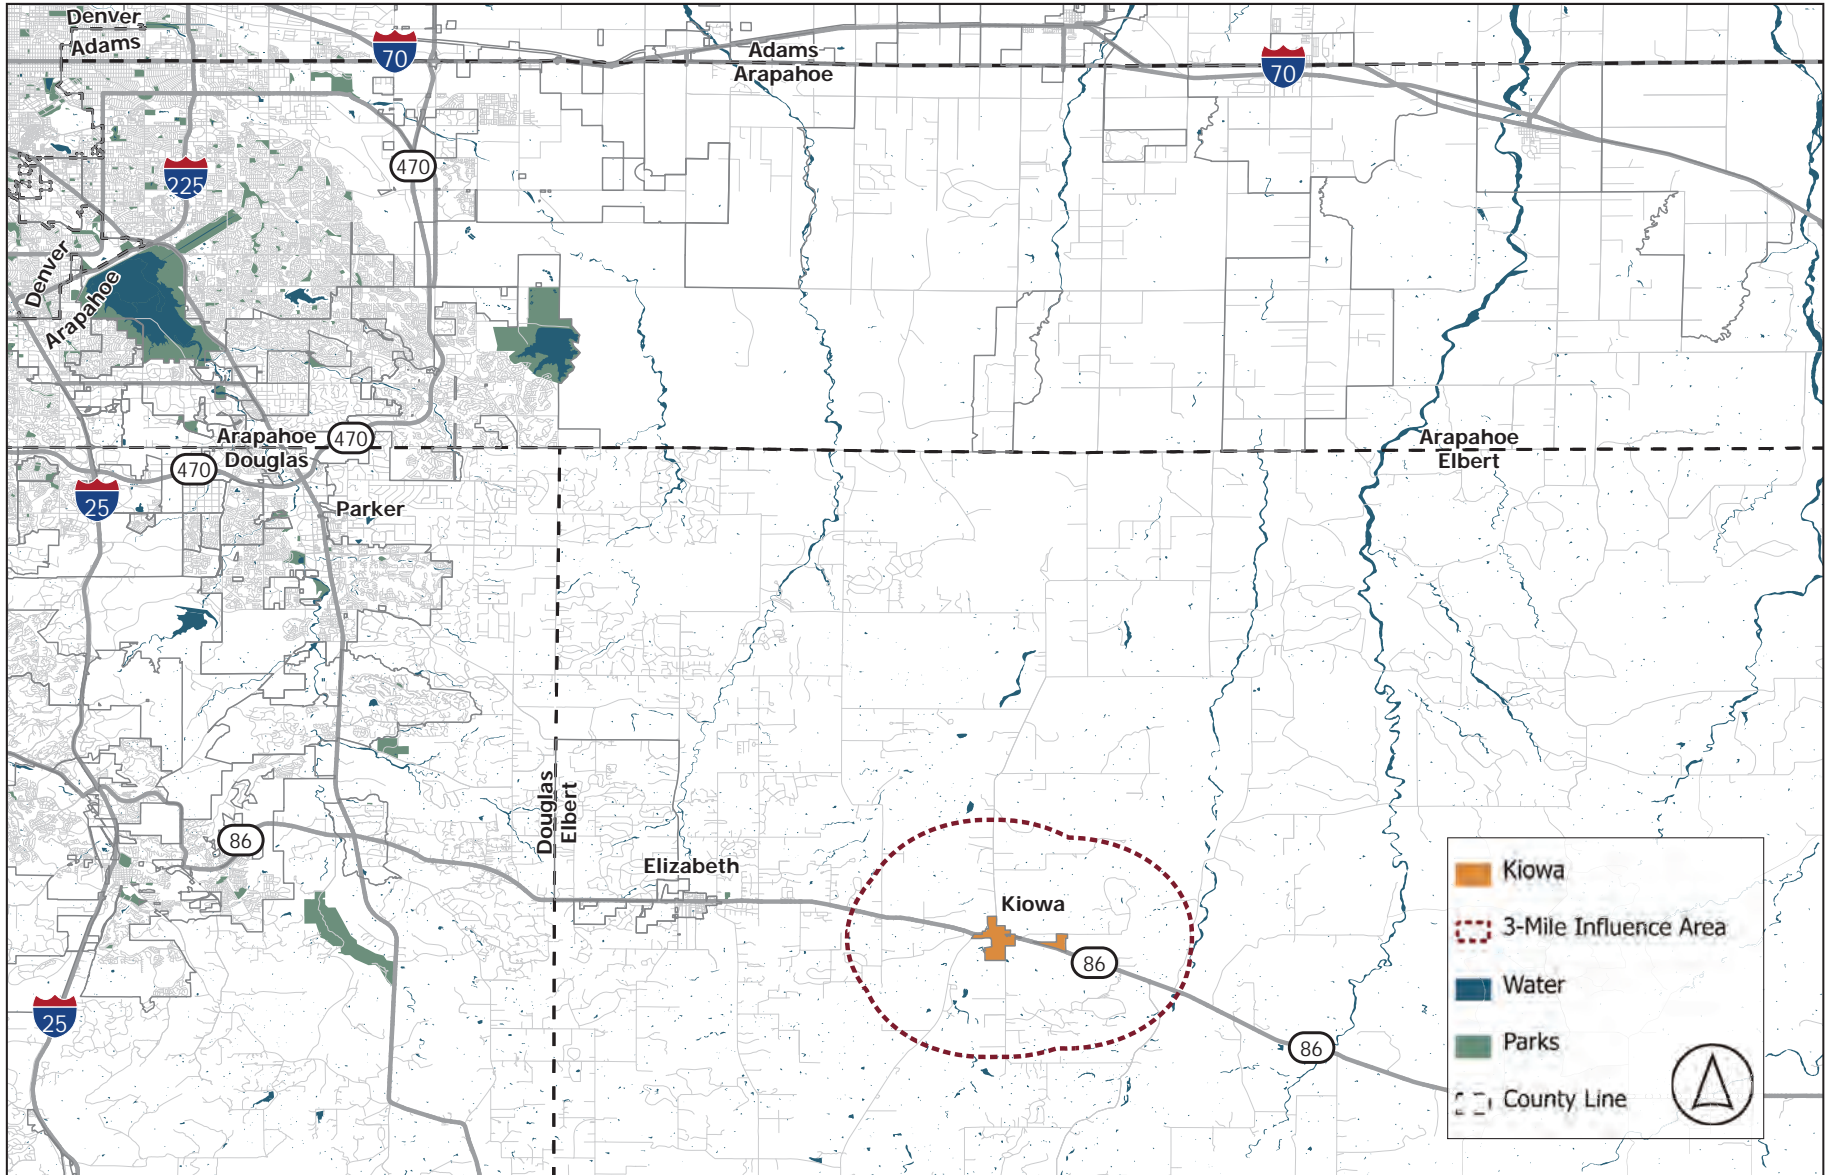 Denver
Adams
70
Adams
Arapahoe
70
470
225
Denver
Arapahoe
Arapahoe
Douglas
470
470
25
Parker
Arapahoe
Elbert
Douglas
Elbert
86
Elizabeth
Kiowa
86
25
86
Kiowa
3-Mile Influence Area
Water
Parks
County Line